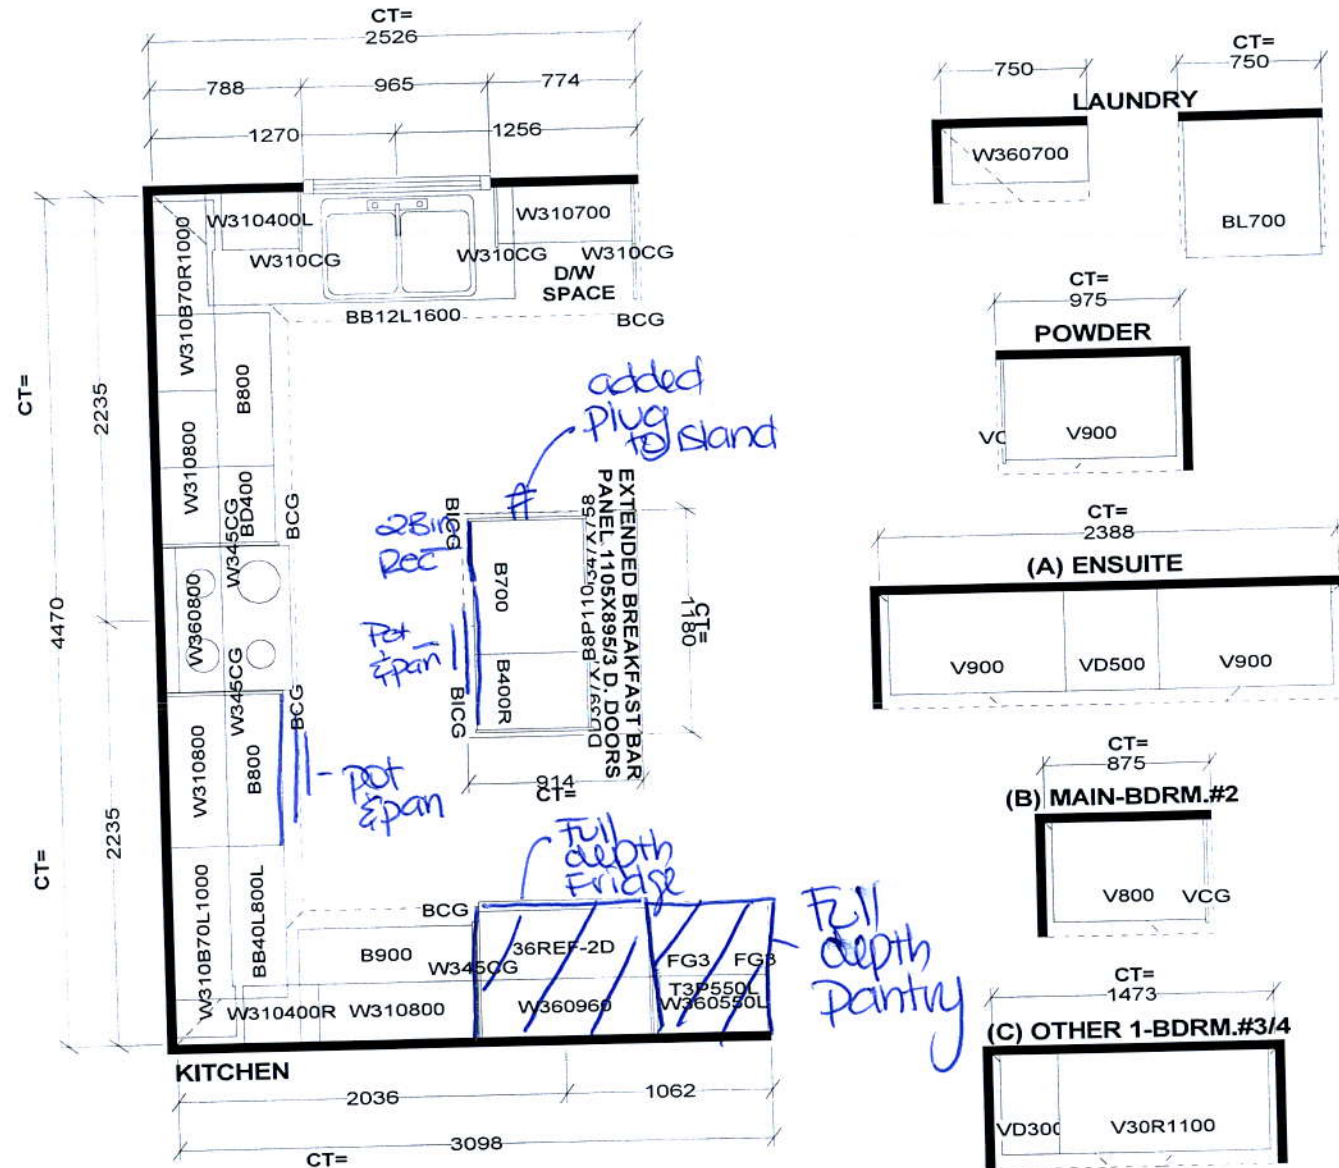 CT=
2526
788
965
774
1270
1256
W310400L
W310700
W310CG
W310CG
W310CG
D/W
SPACE
BB12L1600
BCG
W310B70R1000
B800
W310800
BD400
W345CG
BCG
CT=
2235
4470
W360800
W345CG
BCG
W310800
B800
2235
CT=
W310B70L1000
BB40L800L
added
plug
to island
2Bin
Rec
BICG
B700
Pot
&pan
B400R
BICG
EXTENDED BREAKFAST BAR
PANEL 1105X895/3 D. DOORS
1180
CT=
914
CT=
pot
&pan
Full
depth
Fridge
BCG
B900
W345CG
36REF-2D
FG3
FG3
T3P550L
W360550L
W310400R
W310800
W360960
Full
depth
Pantry
KITCHEN
2036
1062
3098
CT=
750
CT=
750
LAUNDRY
W360700
BL700
CT=
975
POWDER
V900
CT=
2388
(A) ENSUITE
V900
VD500
V900
CT=
875
(B) MAIN-BDRM.#2
V800
VCG
CT=
1473
(C) OTHER 1-BDRM.#3/4
VD300
V30R1100